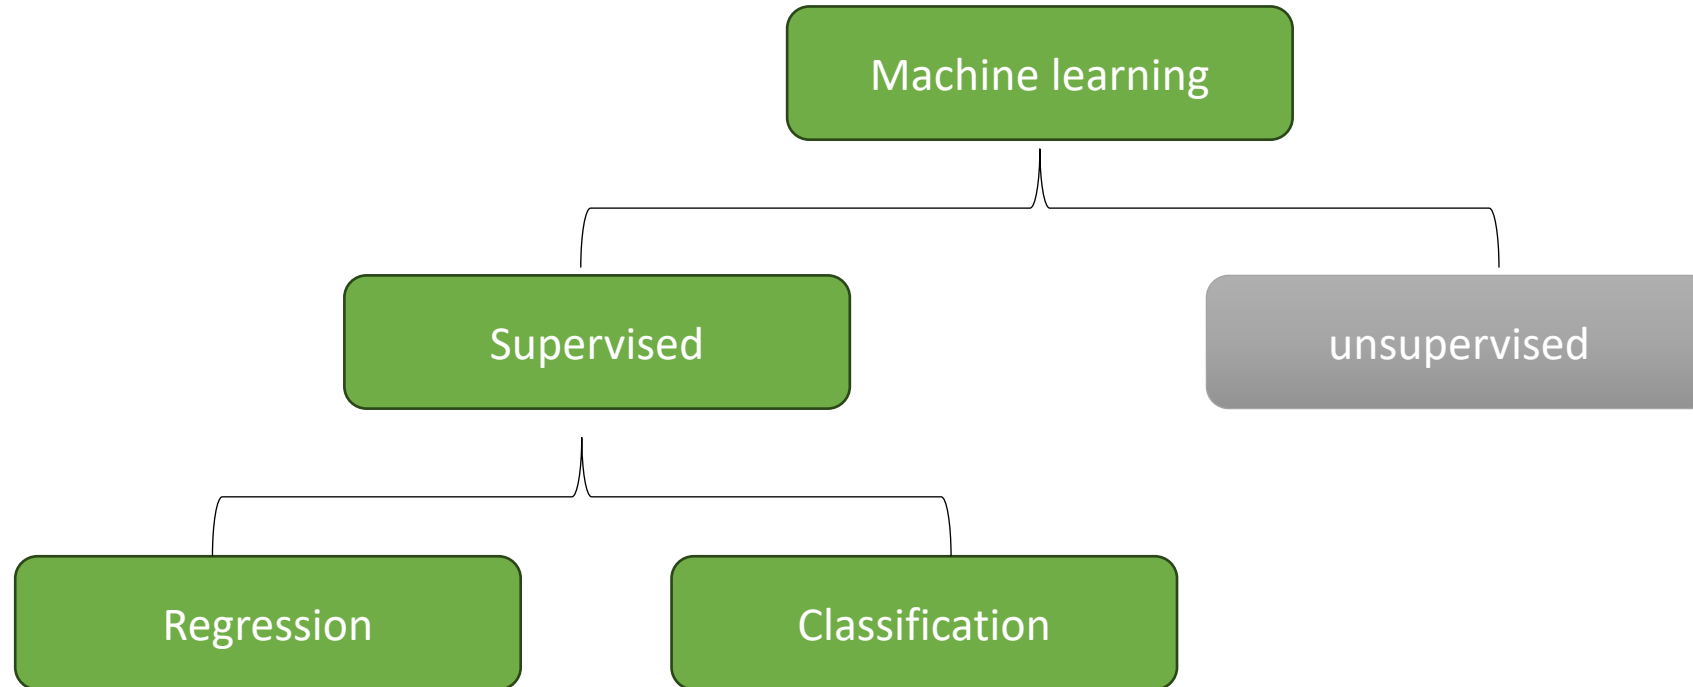 Machine learning
Supervised
unsupervised
Regression
Classification